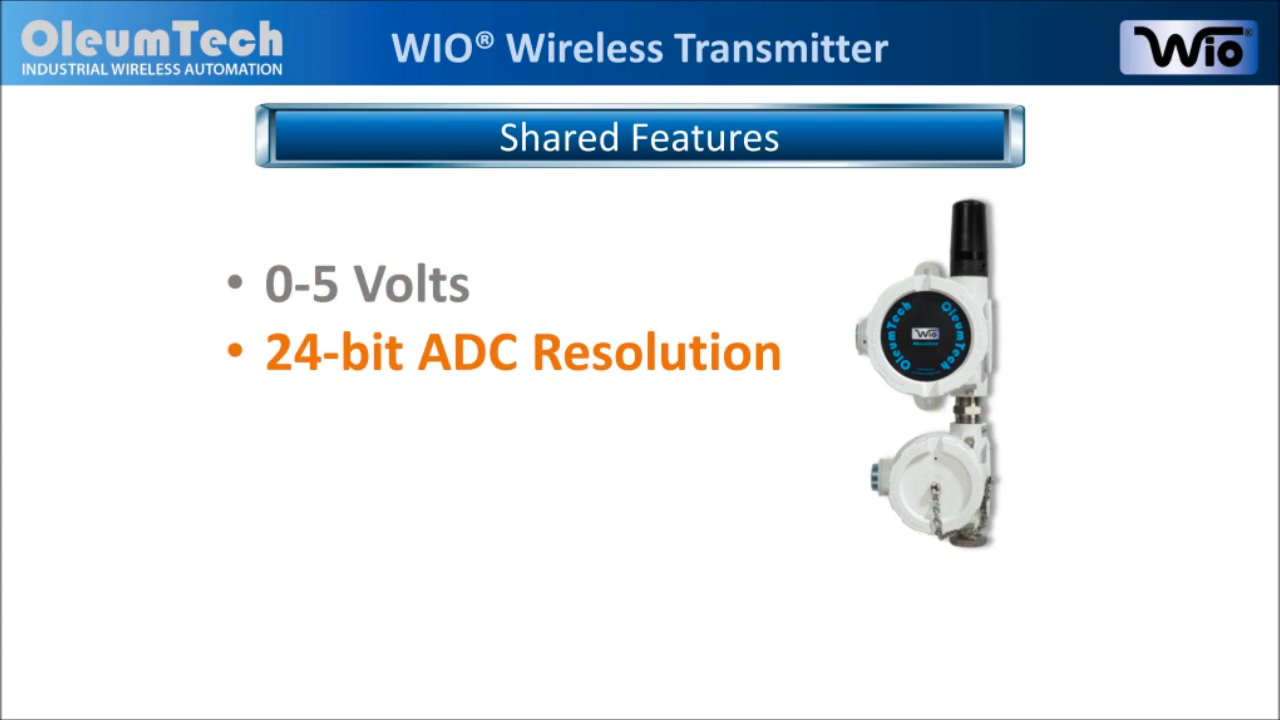 OleumTech
INDUSTRIAL WIRELESS AUTOMATION
WIO® Wireless Transmitter
Wio®
Shared Features
• 0-5 Volts
• 24-bit ADC Resolution
OleumTech
OleumTech
Wio